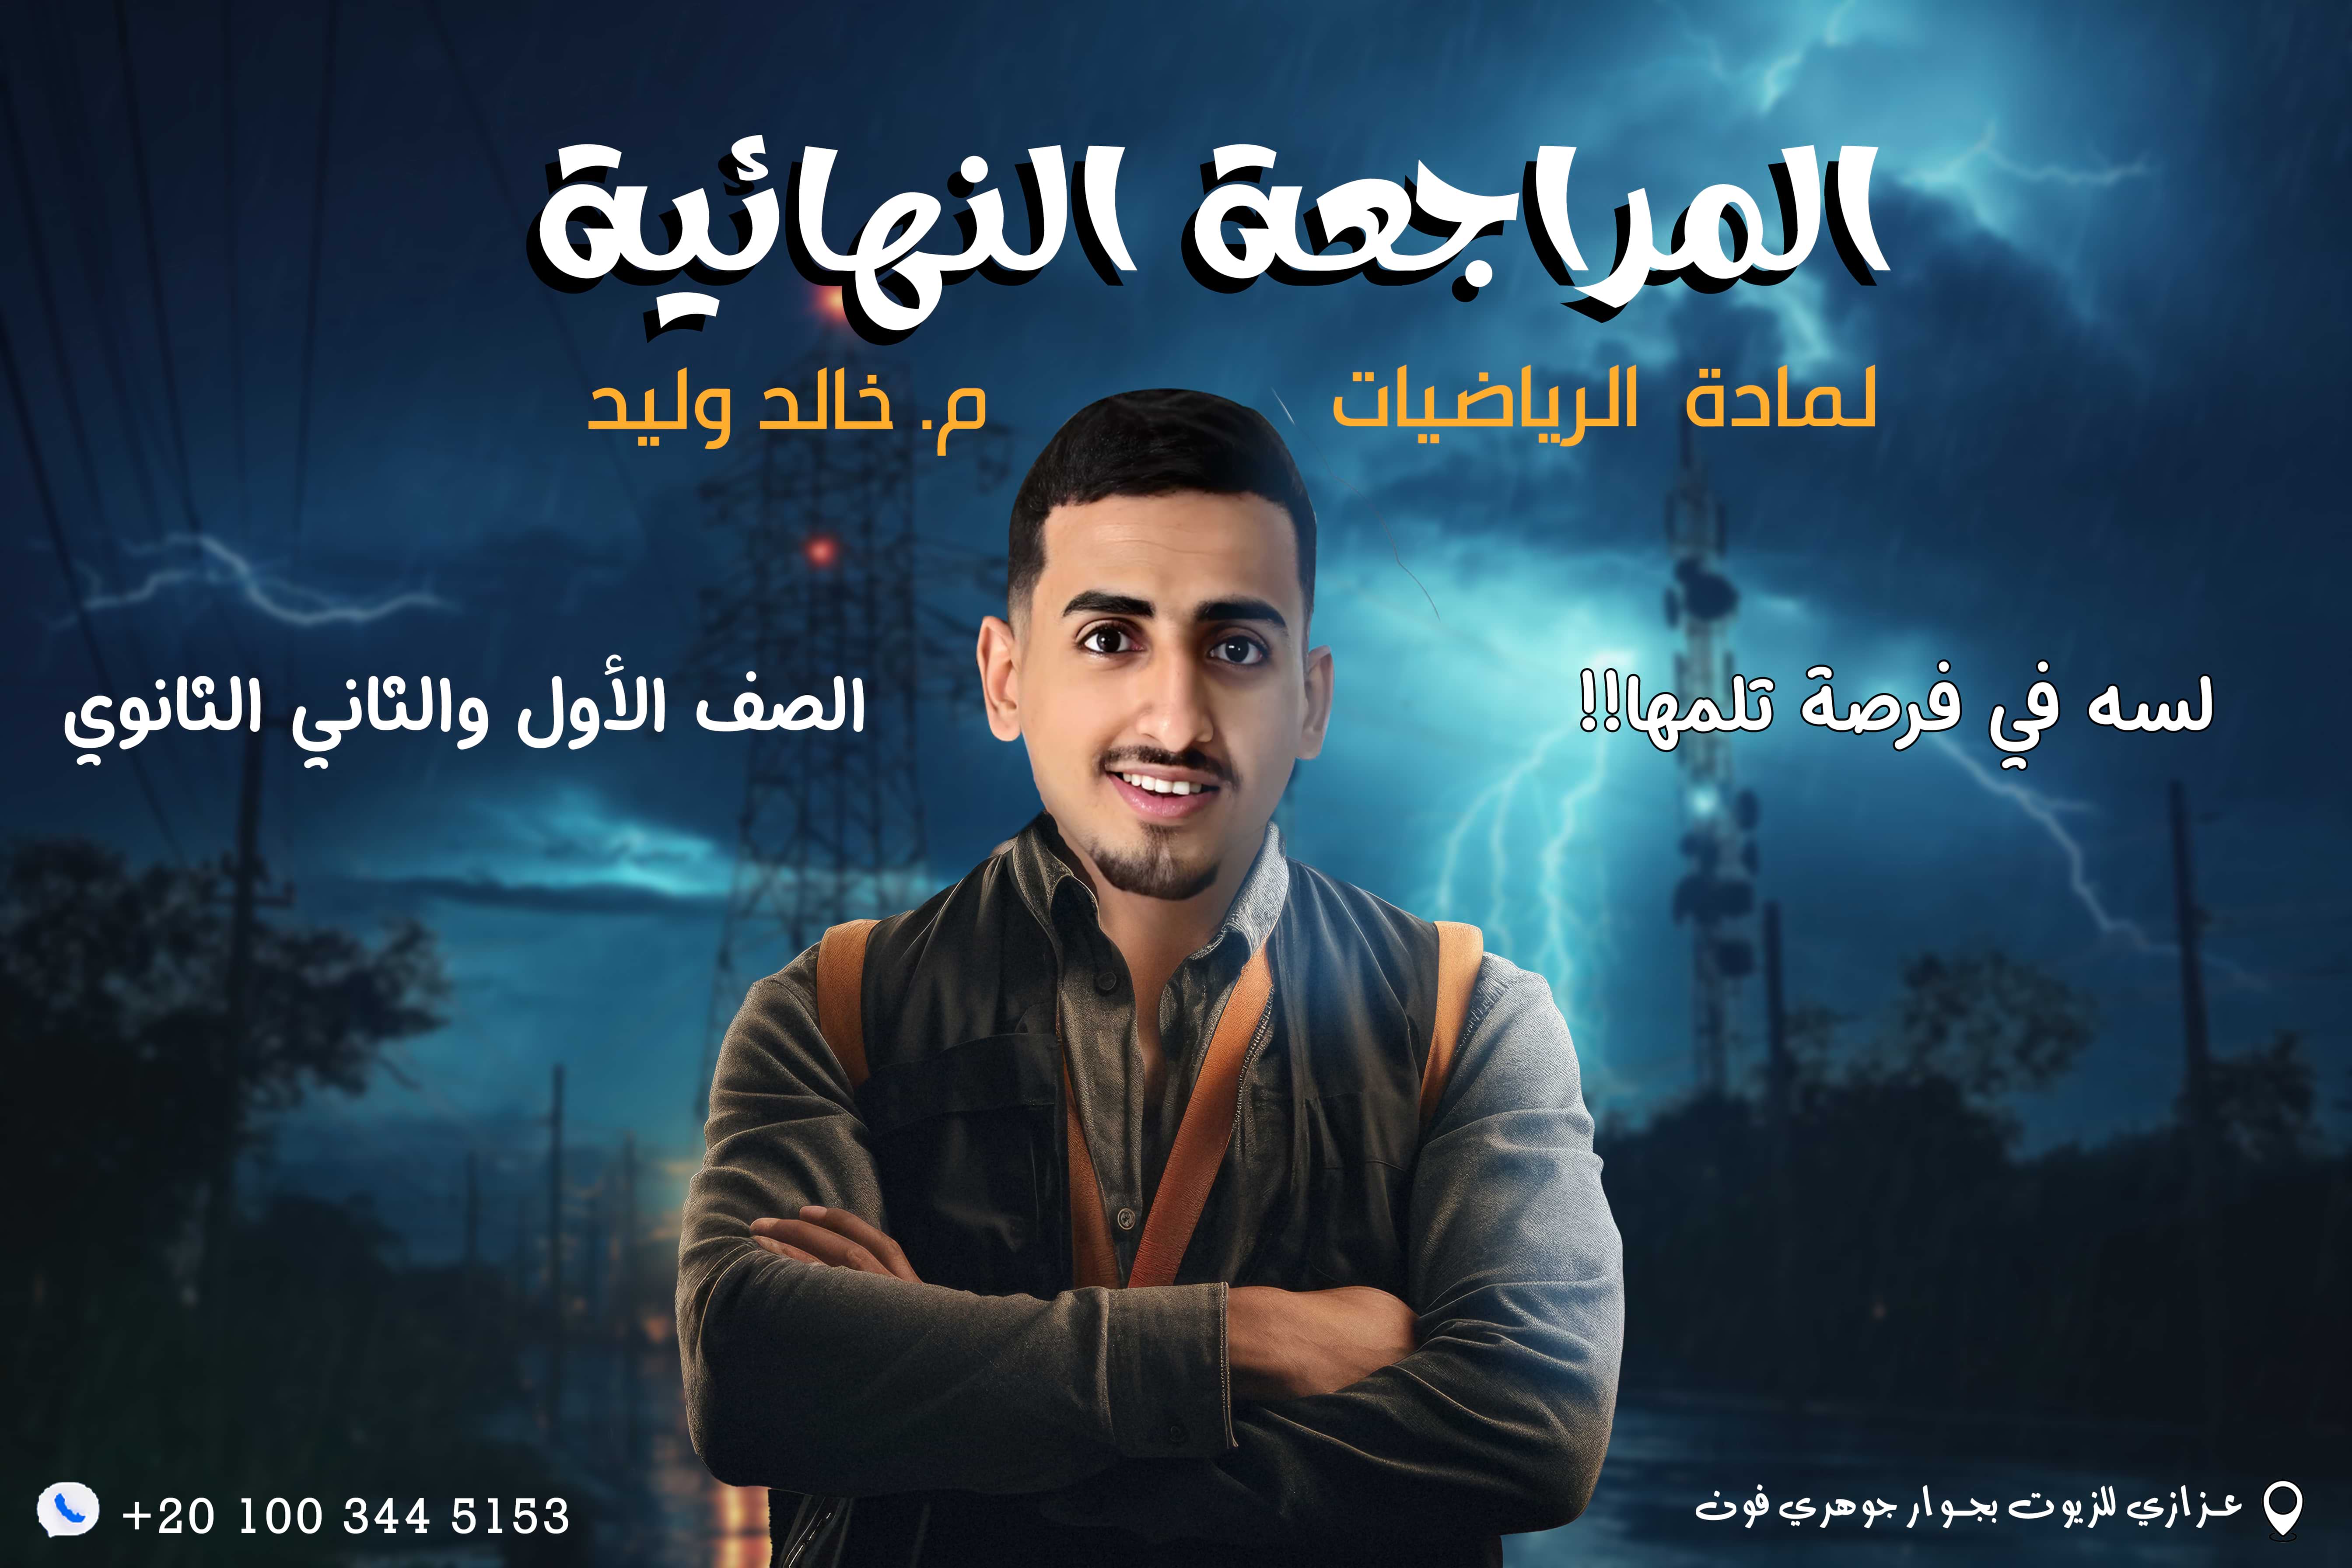 المراجعة النهائية
لمادة الرياضيات
م. خالد وليد
لسه في فرصة تلمها!!
الصف الأول والثاني الثانوي
عزازي للزيوت بجوار جوهري فون
+20 100 344 5153